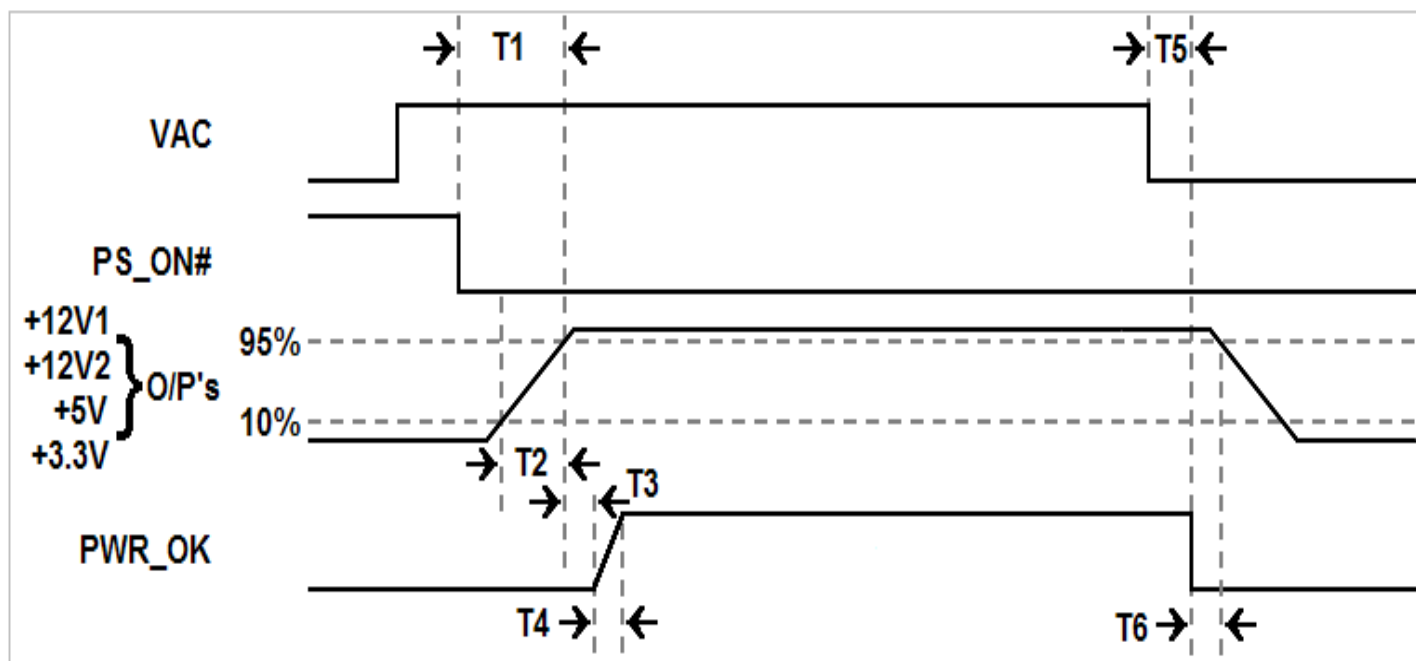 T1
T5
VAC
PS_ON#
+12V1
+12V2
+5V
+3.3V
O/P's
95%
10%
T2
T3
PWR_OK
T4
T6